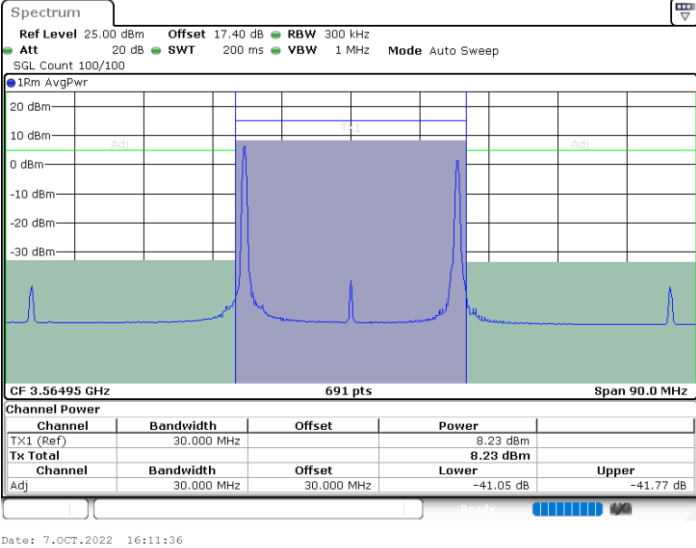 Spectrum
Ref Level 25.00 dBm Offset 17.40 dB RBW 300 kHz
Att 20 dB SWT 200 ms VBW 1 MHz Mode Auto Sweep
SGL Count 100/100
1Rm AvgPwr
20 dBm
TX1
10 dBm
Adj Adj
0 dBm
-10 dBm
-20 dBm
-30 dBm
CF 3.56495 GHz 691 pts Span 90.0 MHz
Channel Power
Channel Bandwidth Offset Power
TX1 (Ref) 30.000 MHz 8.23 dBm
Tx Total 8.23 dBm
Channel Bandwidth Offset Lower Upper
Adj 30.000 MHz 30.000 MHz -41.05 dB -41.77 dB
Ready
Date: 7.OCT.2022 16:11:36